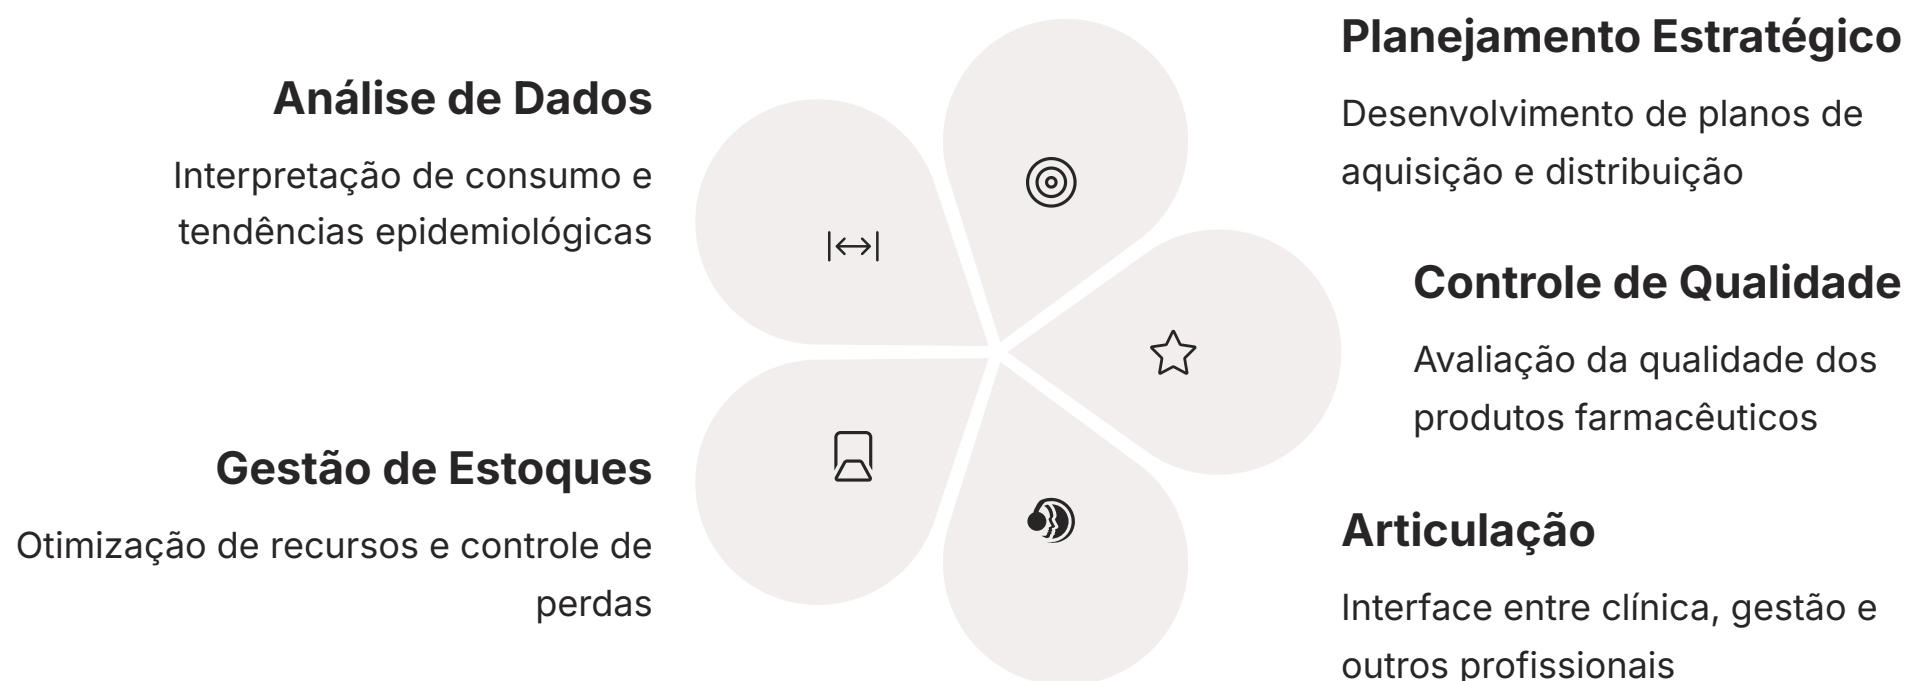 Análise de Dados
Interpretação de consumo e
tendências epidemiológicas
Gestão de Estoques
Otimização de recursos e controle de
perdas
Planejamento Estratégico
Desenvolvimento de planos de
aquisição e distribuição
Controle de Qualidade
Avaliação da qualidade dos
produtos farmacêuticos
Articulação
Interface entre clínica, gestão e
outros profissionais